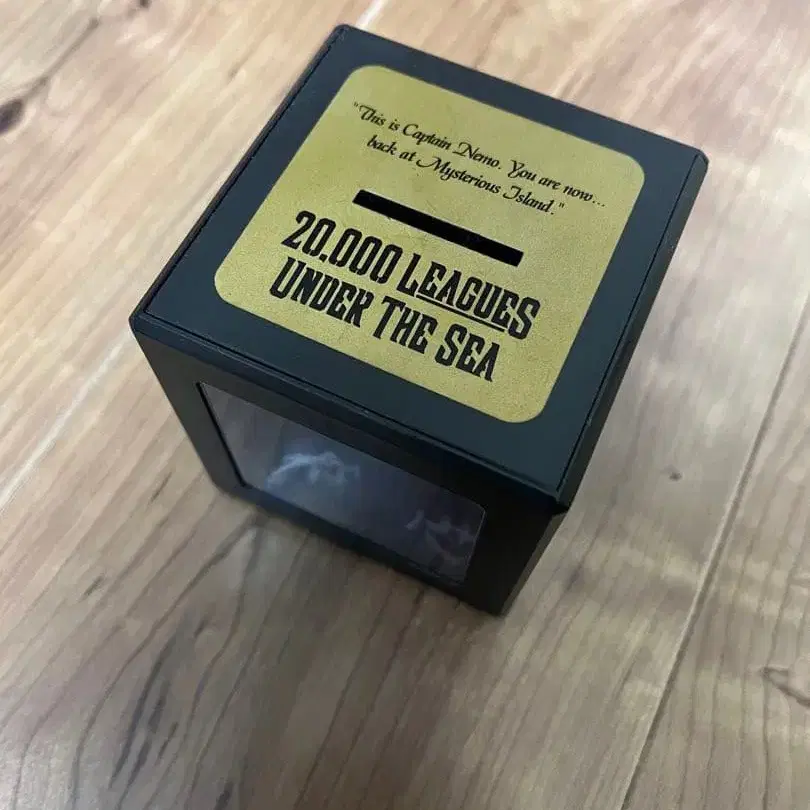 "This is Captain Nemo. You are now...
back at Mysterious Island."
20.000 LEAGUES
UNDER THE SEA